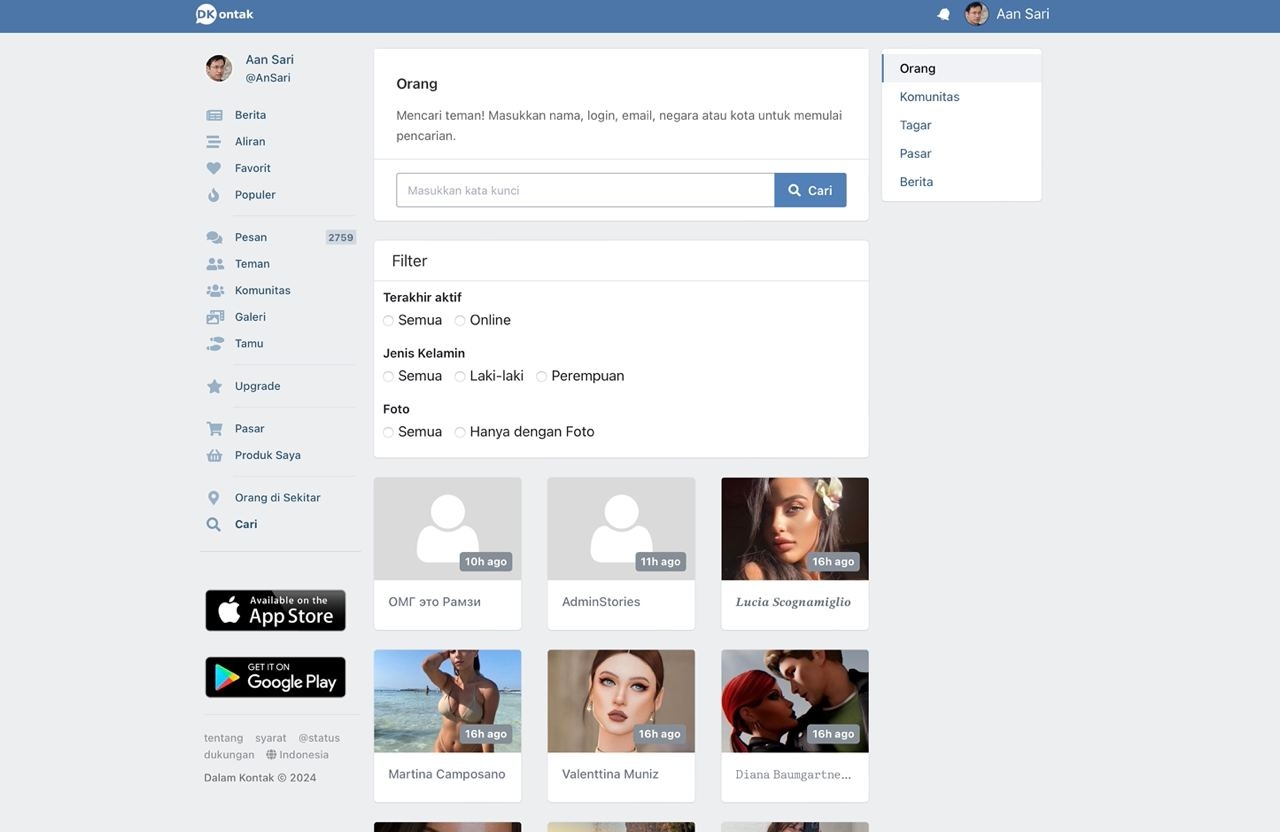 DKontak
Aan Sari
Aan Sari
@AnSari
Berita
Aliran
Favorit
Populer
Pesan 2759
Teman
Komunitas
Galeri
Tamu
Upgrade
Pasar
Produk Saya
Orang di Sekitar
Cari
Available on the
App Store
GET IT ON
Google Play
tentang syarat @status
dukungan Indonesia
Dalam Kontak © 2024
Orang
Mencari teman! Masukkan nama, login, email, negara atau kota untuk memulai
pencarian.
Masukkan kata kunci Cari
Filter
Terakhir aktif
Semua Online
Jenis Kelamin
Semua Laki-laki Perempuan
Foto
Semua Hanya dengan Foto
10h ago
ОМГ это Рамзи
11h ago
AdminStories
16h ago
Lucia Scognamiglio
16h ago
Martina Camposano
16h ago
Valenttina Muniz
16h ago
Diana Baumgartne...
Orang
Komunitas
Tagar
Pasar
Berita